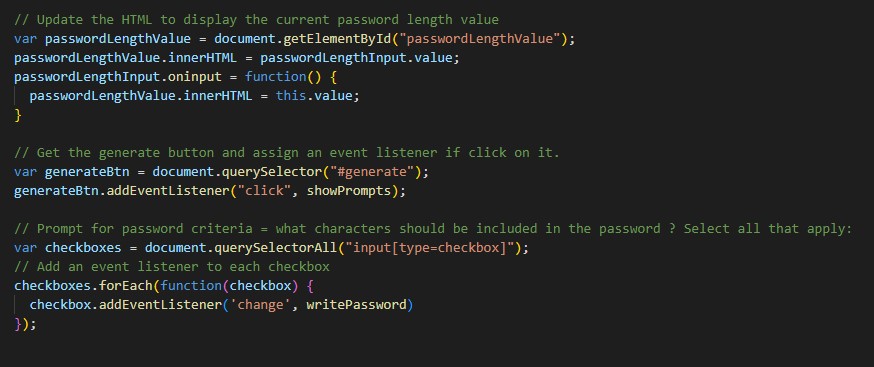 // Update the HTML to display the current password length value
var passwordLengthValue = document.getElementById("passwordLengthValue");
passwordLengthValue.innerHTML = passwordLengthInput.value;
passwordLengthInput.oninput = function() {
  passwordLengthValue.innerHTML = this.value;
}

// Get the generate button and assign an event listener if click on it.
var generateBtn = document.querySelector("#generate");
generateBtn.addEventListener("click", showPrompts);

// Prompt for password criteria = what characters should be included in the password ? Select all that apply:
var checkboxes = document.querySelectorAll("input[type=checkbox]");
// Add an event listener to each checkbox
checkboxes.forEach(function(checkbox) {
  checkbox.addEventListener('change', writePassword)
});